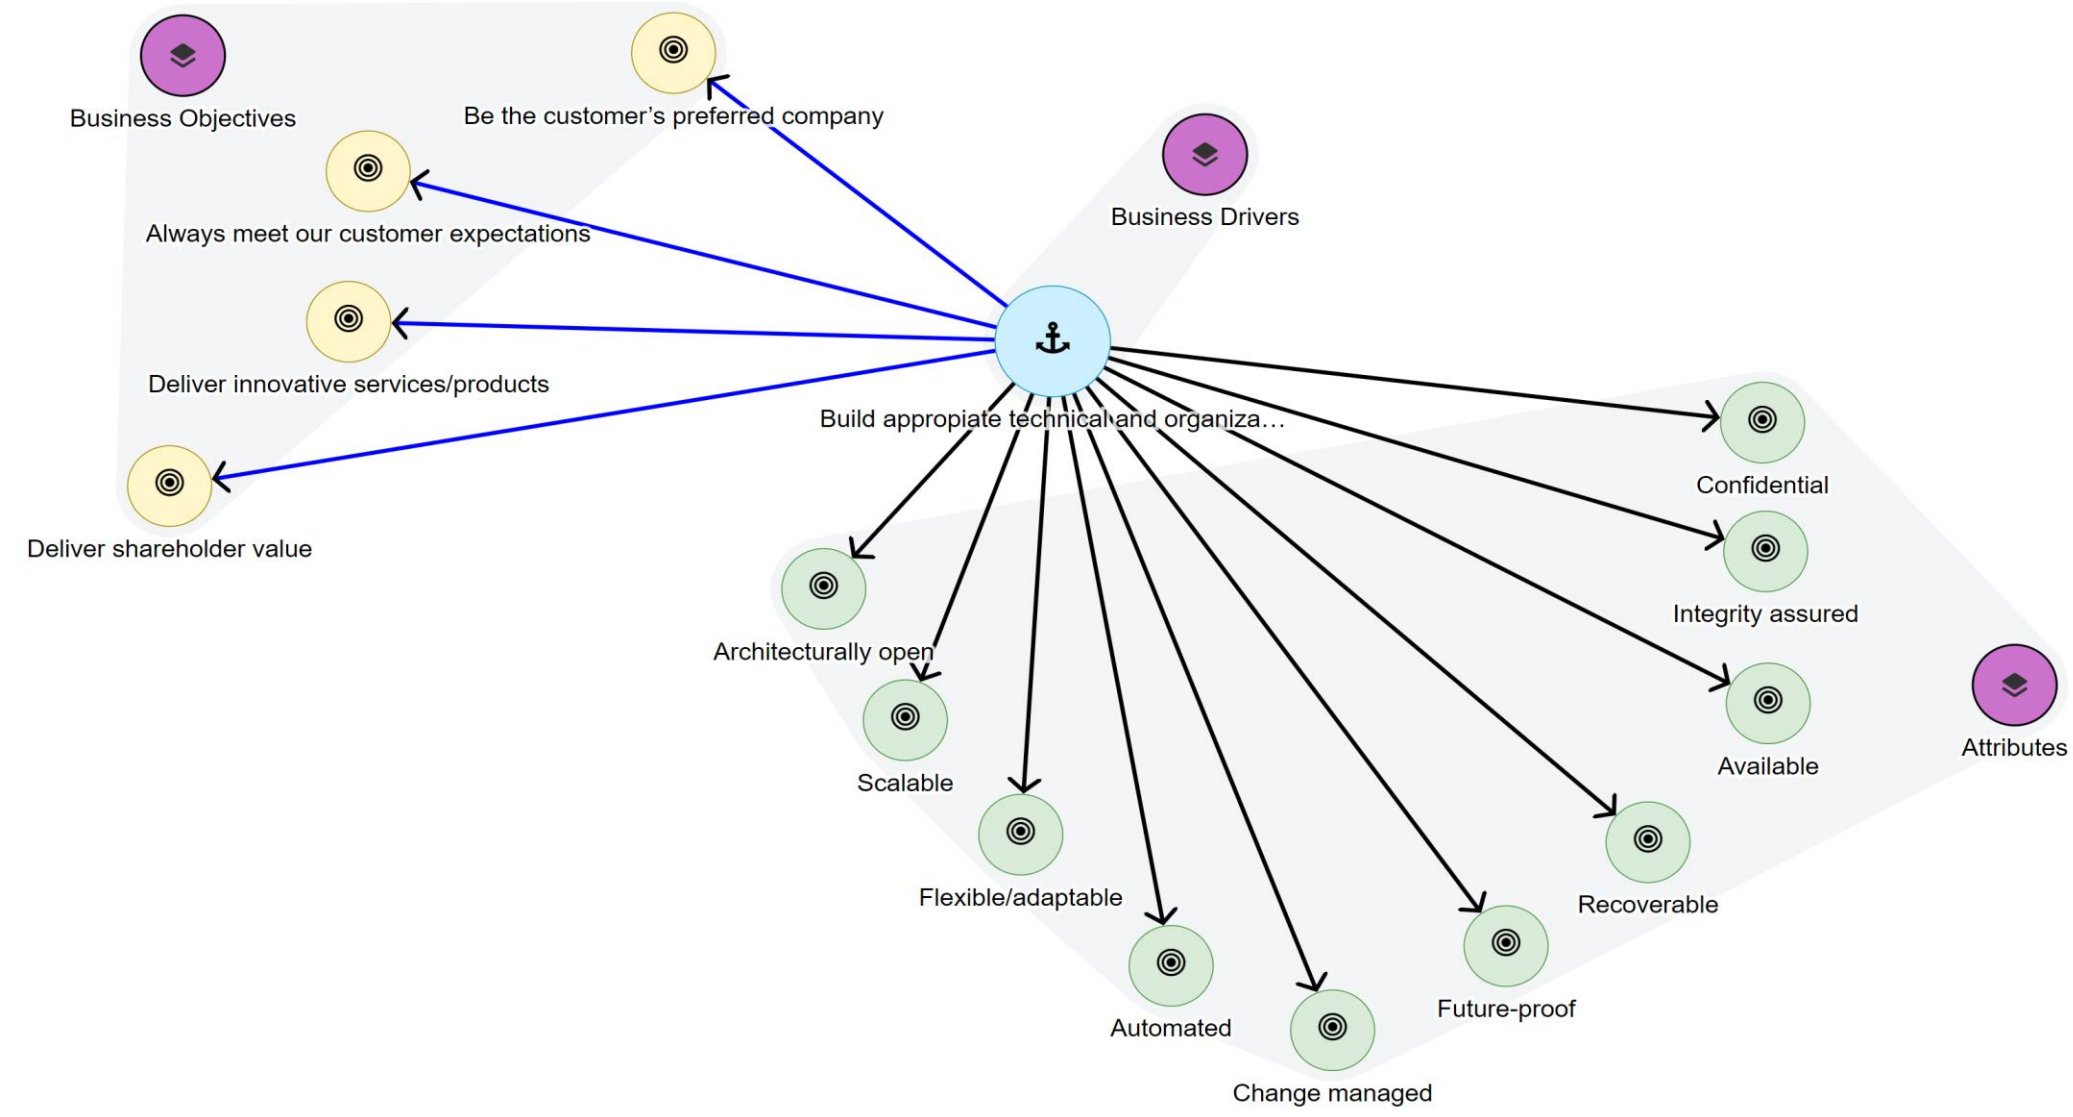 Business Objectives
Be the customer’s preferred company
Always meet our customer expectations
Business Drivers
Deliver innovative services/products
Build appropiate technical and organiza…
Deliver shareholder value
Confidential
Integrity assured
Architecturally open
Available
Attributes
Scalable
Flexible/adaptable
Recoverable
Future-proof
Automated
Change managed